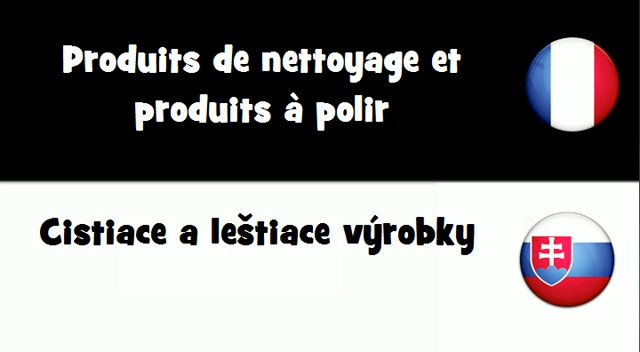 Produits de nettoyage et
produits à polir
Cistiace a leštiace výrobky